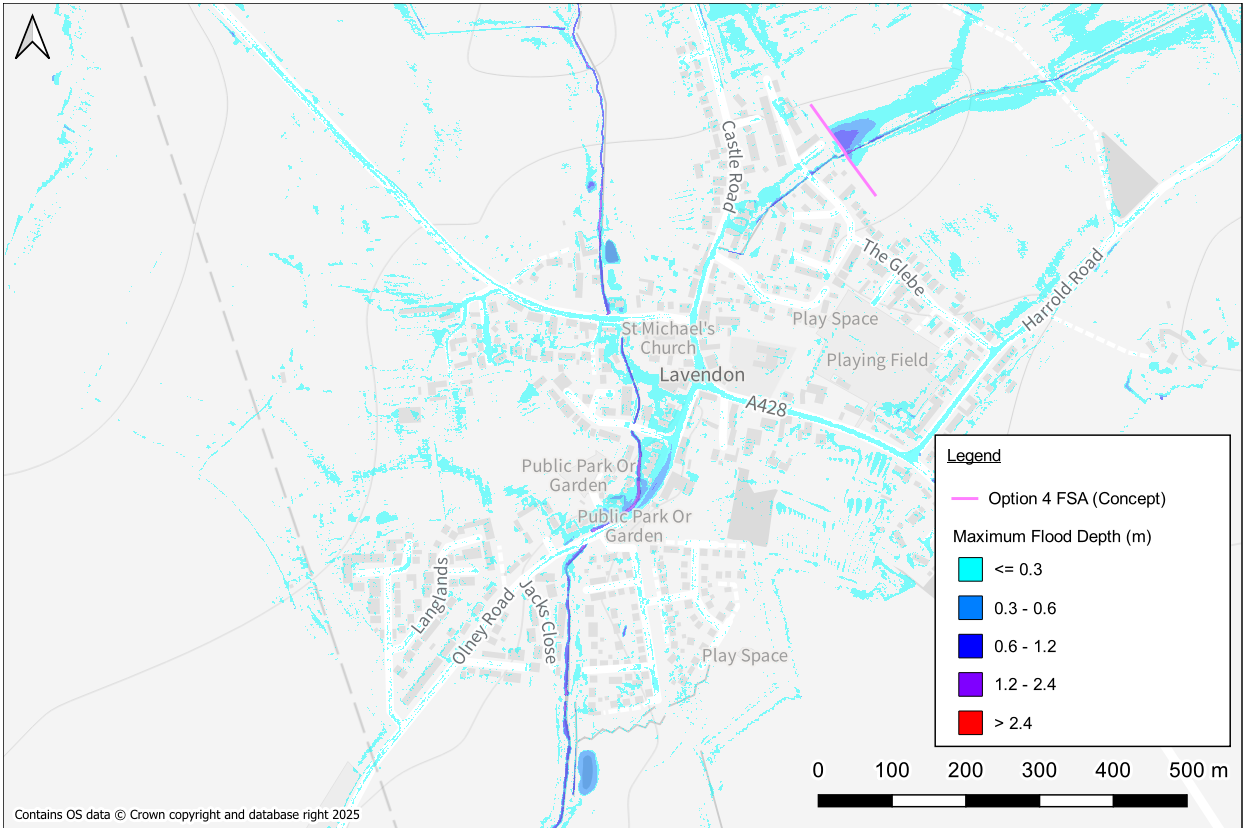 Castle Road
The Glebe
Harrold Road
Play Space
St Michael's
Church
Playing Field
Lavendon
A428
Public Park Or
Garden
Public Park Or
Garden
Langlands
Olney Road
Jacks Close
Play Space
Legend
Option 4 FSA (Concept)
Maximum Flood Depth (m)
<= 0.3
0.3 - 0.6
0.6 - 1.2
1.2 - 2.4
> 2.4
0 100 200 300 400 500 m
Contains OS data © Crown copyright and database right 2025